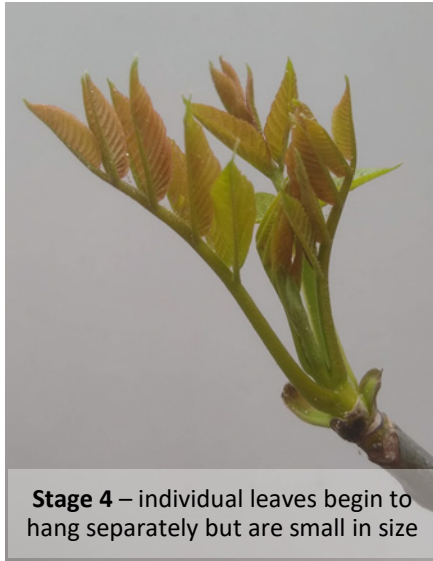 Stage 4 – individual leaves begin to
hang separately but are small in size